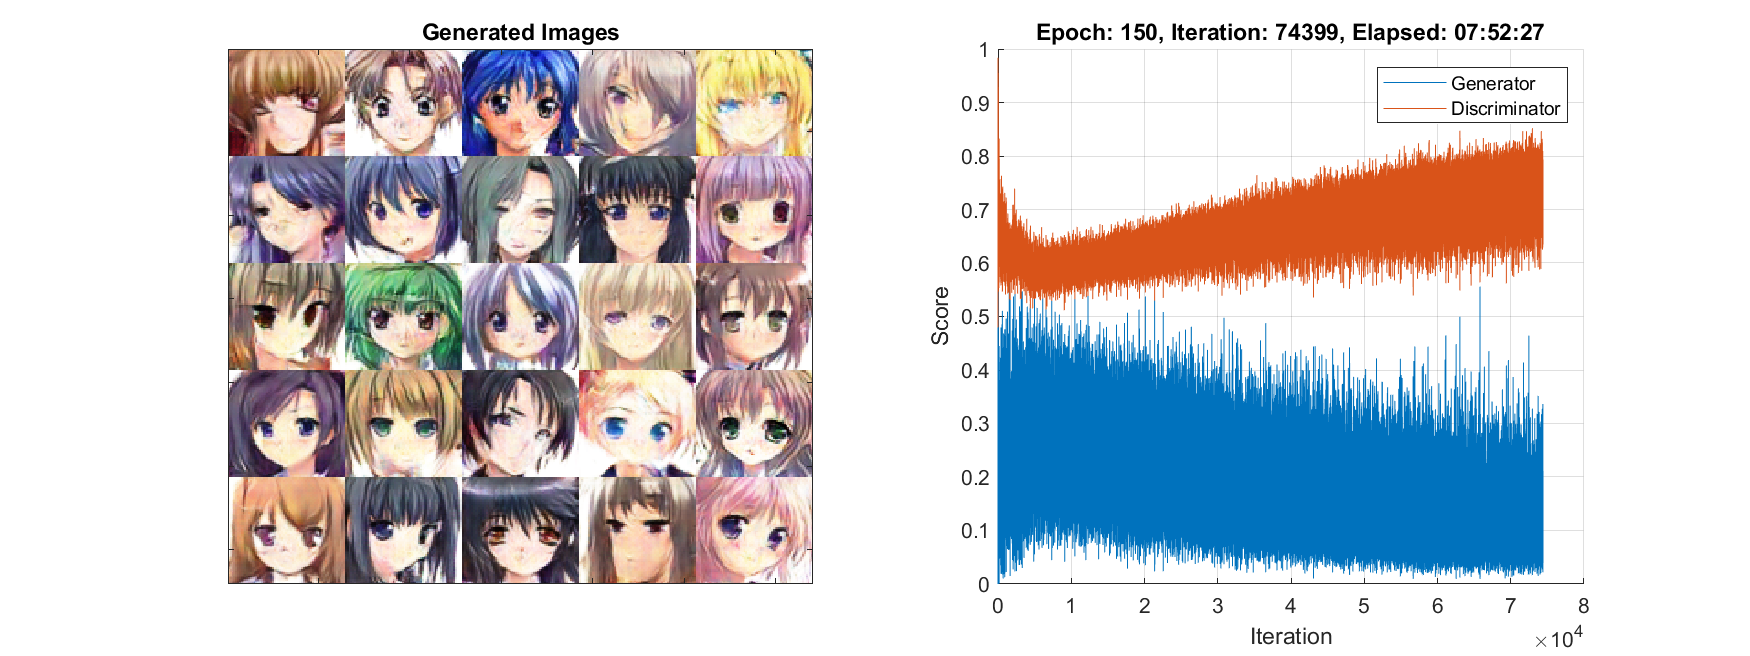 Generated Images
Epoch: 150, Iteration: 74399, Elapsed: 07:52:27
Generator
Discriminator
Score
1
0.9
0.8
0.7
0.6
0.5
0.4
0.3
0.2
0.1
0
0 1 2 3 4 5 6 7 8
Iteration
×10⁴